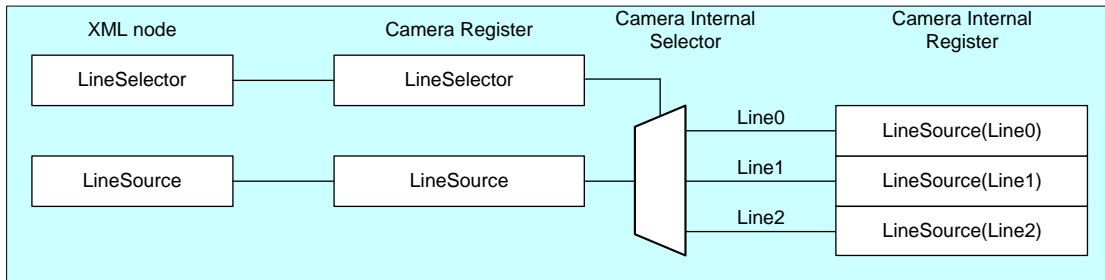 XML node
Camera Register
Camera Internal
Selector
Camera Internal
Register
LineSelector
LineSelector
Line0
LineSource(Line0)
LineSource
LineSource
Line1
LineSource(Line1)
Line2
LineSource(Line2)